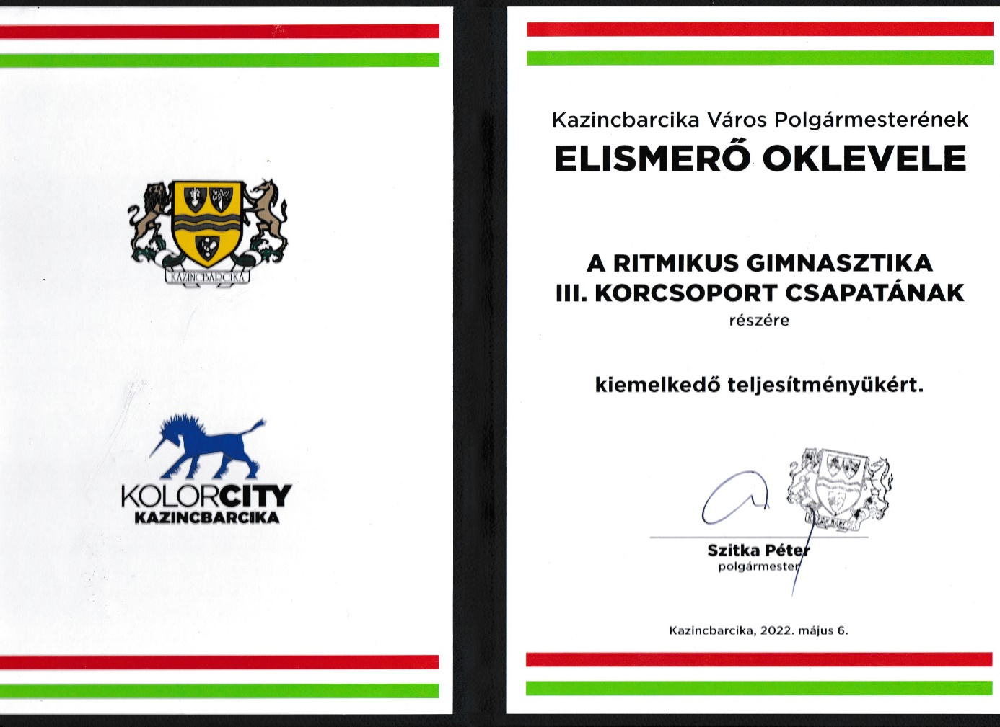 KAZINCBARCIKA
KOLORCITY
KAZINCBARCIKA
Kazincbarcika Város Polgármesterének
ELISMERŐ OKLEVELE
A RITMIKUS GIMNASZTIKA
III. KORCSOPORT CSAPATÁNAK
részére
kiemelkedő teljesítményükért.
Szitka Péter
polgármester
Kazincbarcika, 2022. május 6.